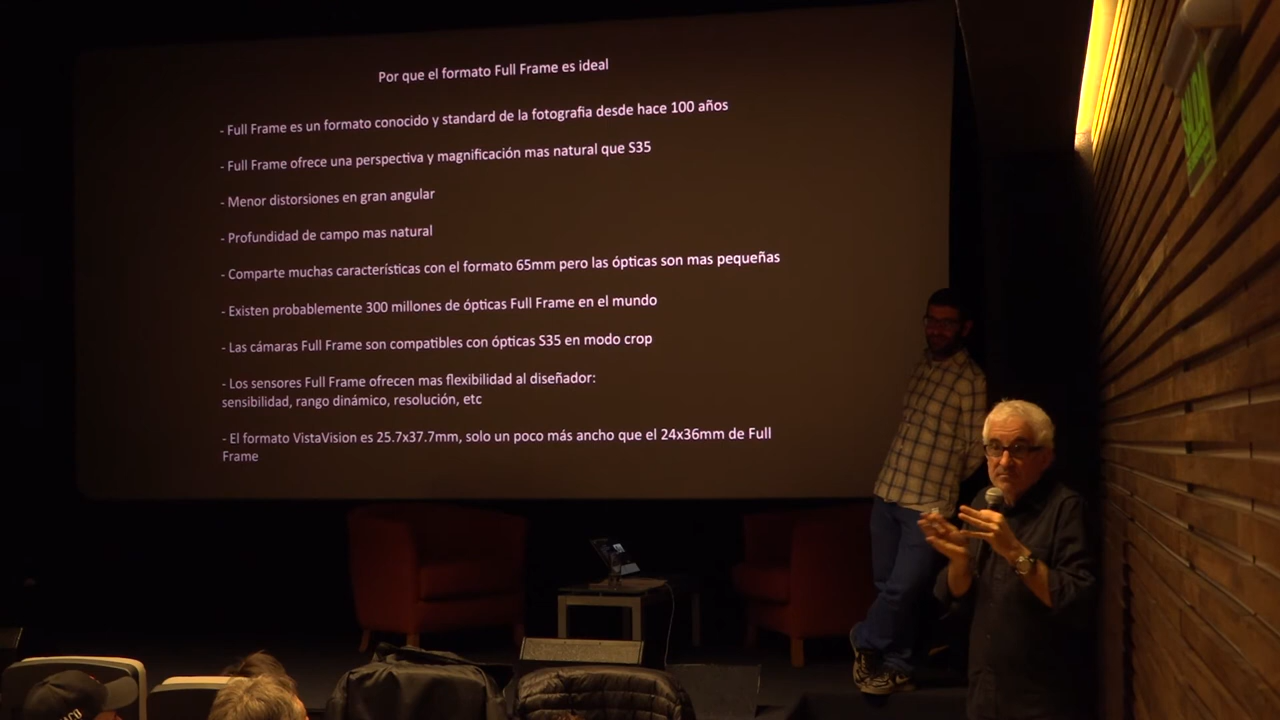 Por que el formato Full Frame es ideal
- Full Frame es un formato conocido y standard de la fotografia desde hace 100 años
- Full Frame ofrece una perspectiva y magnificación mas natural que S35
- Menor distorsiones en gran angular
- Profundidad de campo mas natural
- Comparte muchas características con el formato 65mm pero las ópticas son mas pequeñas
- Existen probablemente 300 millones de ópticas Full Frame en el mundo
- Las cámaras Full Frame son compatibles con ópticas S35 en modo crop
- Los sensores Full Frame ofrecen mas flexibilidad al diseñador:
sensibilidad, rango dinámico, resolución, etc
- El formato VistaVision es 25.7x37.7mm, solo un poco más ancho que el 24x36mm de Full
Frame
SALIDA